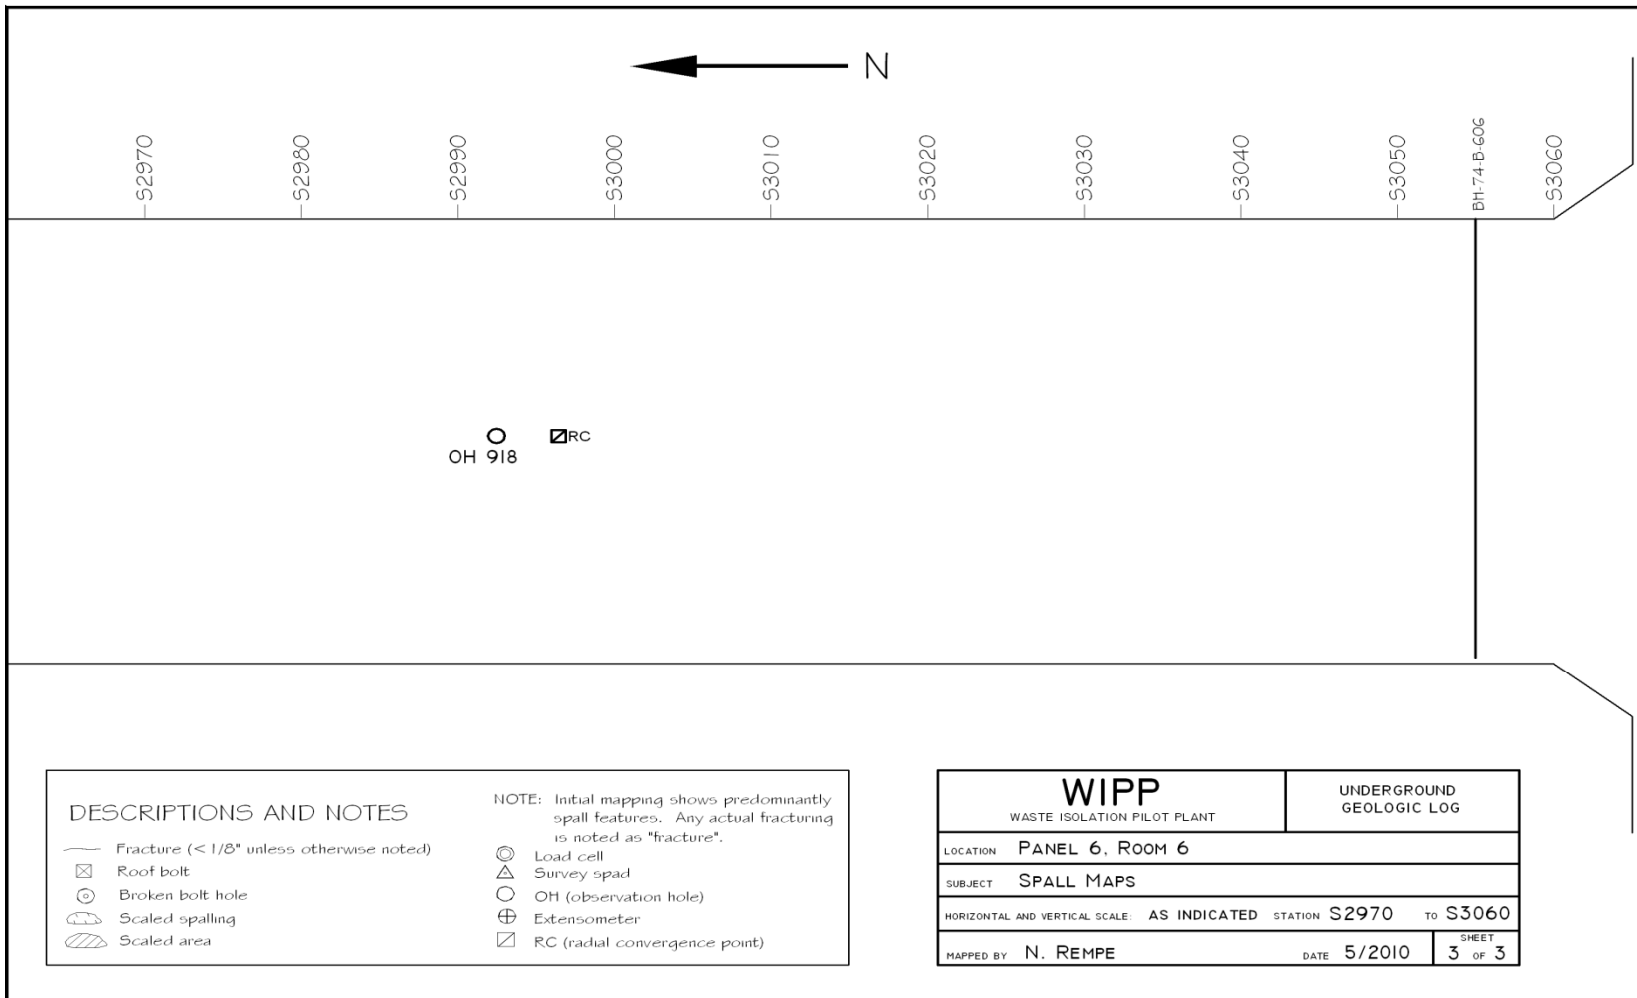 N
S2970
S2980
S2990
S3000
S3010
S3020
S3030
S3040
S3050
BH-74-B-606
S3060
RC
OH 918
DESCRIPTIONS AND NOTES
Fracture (< 1/8" unless otherwise noted)
Roof bolt
Broken bolt hole
Scaled spalling
Scaled area
NOTE: Initial mapping shows predominantly
spall features. Any actual fracturing
is noted as "fracture".
Load cell
Survey spad
OH (observation hole)
Extensometer
RC (radial convergence point)
WIPP
WASTE ISOLATION PILOT PLANT
UNDERGROUND
GEOLOGIC LOG
LOCATION PANEL 6, ROOM 6
SUBJECT SPALL MAPS
HORIZONTAL AND VERTICAL SCALE: AS INDICATED STATION S2970 TO S3060
MAPPED BY N. REMPE DATE 5/2010
SHEET
3 OF 3